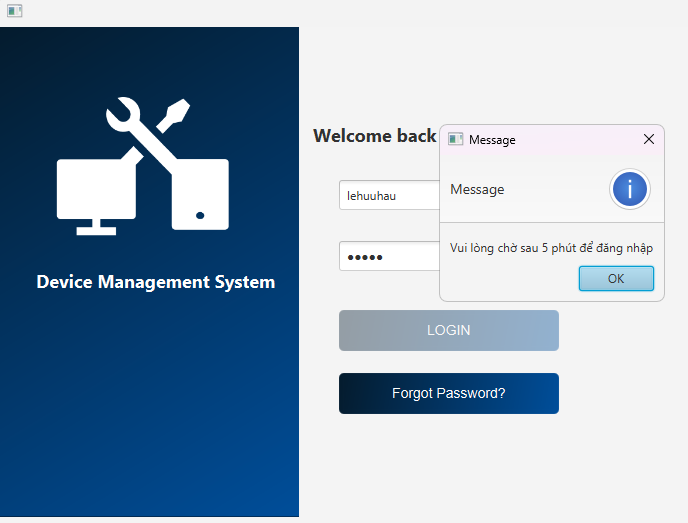 Device Management System
Welcome back
lehuuhau
•••••
LOGIN
Forgot Password?
Message
Message
Vui lòng chờ sau 5 phút để đăng nhập
OK